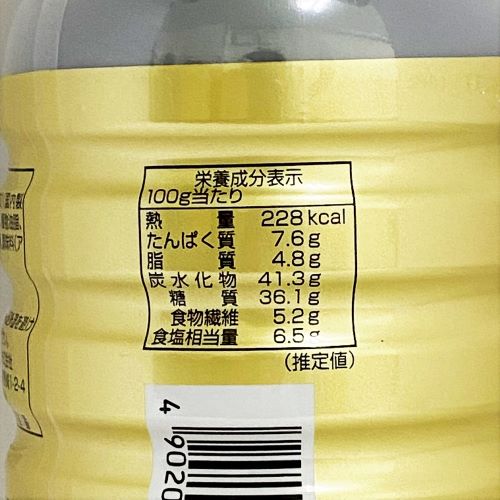 栄養成分表示
100g当たり
熱量 228kcal
たんぱく質 7.6g
脂質 4.8g
炭水化物 41.3g
糖質 36.1g
食物繊維 5.2g
食塩相当量 6.5g
(推定値)
4 9020